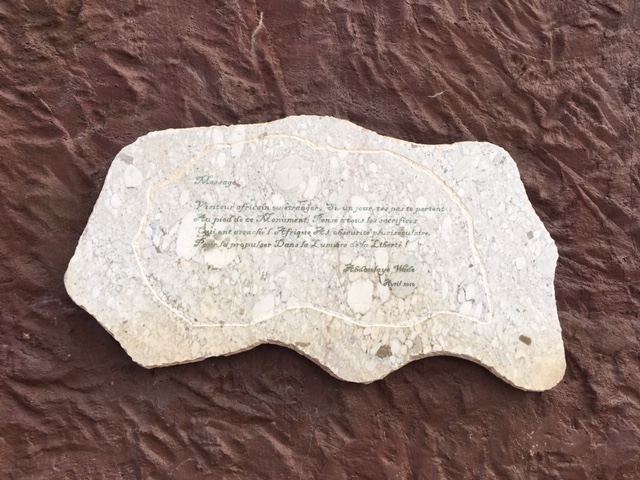 Message
Visiteur africain ou étranger, Si un jour, tes pas te portent
Au pied de ce Monument, Pense à tous les sacrifices
Qui ont arraché l'Afrique A l'obscurité pluriséculaire,
Pour la propulser Dans la Lumière de la Liberté !
Abdoulaye Wade
Avril 2010